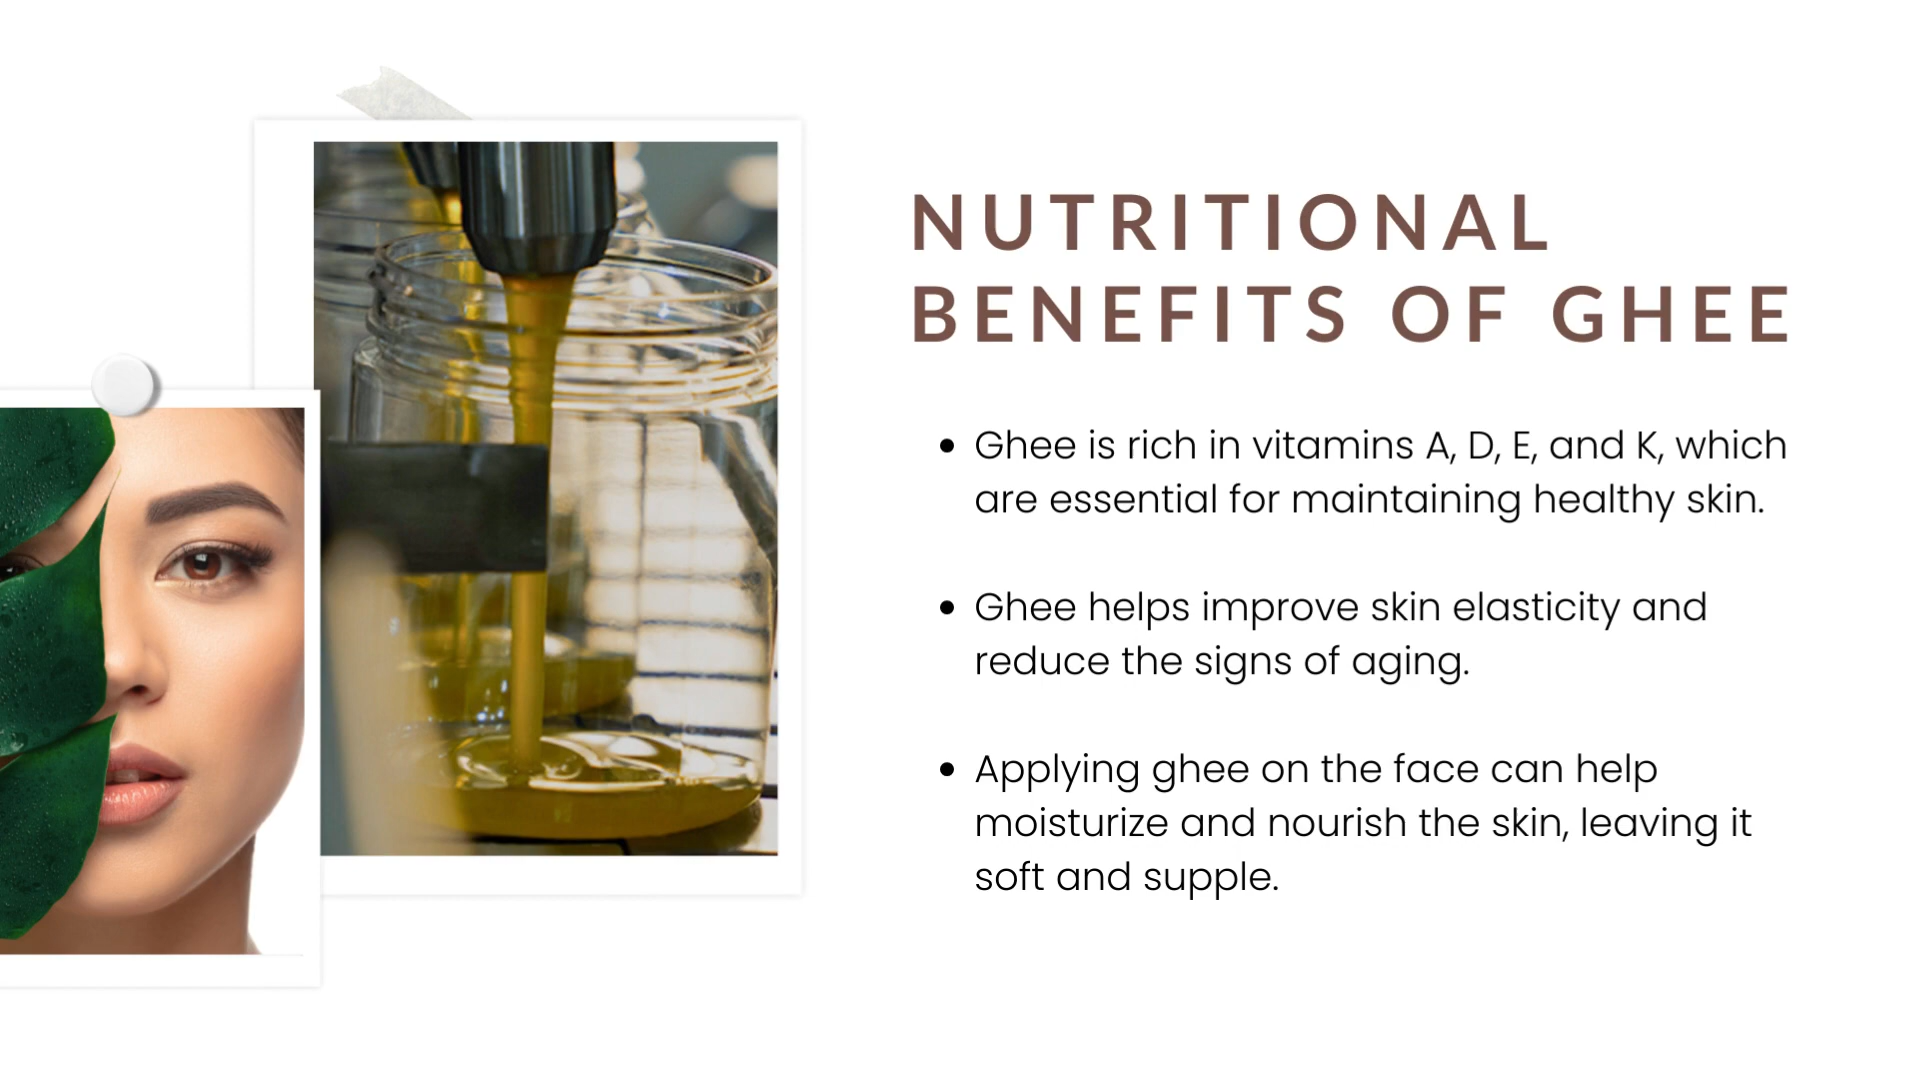 NUTRITIONAL
BENEFITS OF GHEE
• Ghee is rich in vitamins A, D, E, and K, which
are essential for maintaining healthy skin.
• Ghee helps improve skin elasticity and
reduce the signs of aging.
• Applying ghee on the face can help
moisturize and nourish the skin, leaving it
soft and supple.